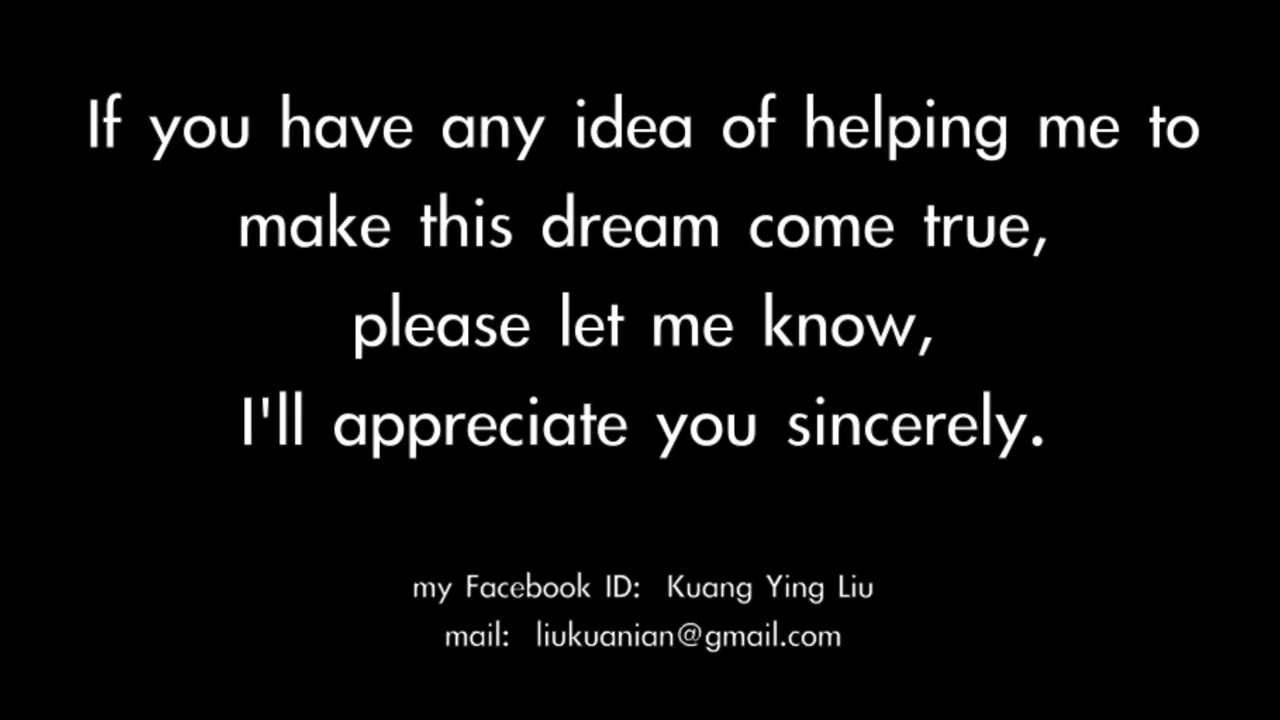 If you have any idea of helping me to
make this dream come true,
please let me know,
I'll appreciate you sincerely.
my Facebook ID: Kuang Ying Liu
mail: liukuanian@gmail.com